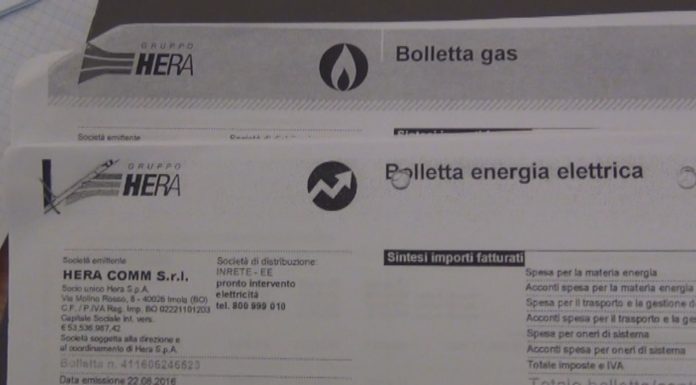 GRUPPO
HERA
Bolletta gas
Società emittente
GRUPPO
HERA
Bolletta energia elettrica
Società emittente
HERA COMM S.r.l.
Socio unico Hera S.p.A.
Via Molino Rosso, 8 - 40026 Imola (BO)
C.F. / P.IVA Reg. Imp. BO 02221101203
Capitale Sociale int. vers.
€ 53.536.987,42
Società soggetta alla direzione e
al coordinamento di Hera S.p.A.
Bolletta n. 411606246623
Data emissione 22.08.2016
Società di distribuzione:
INRETE - EE
pronto intervento
elettricità
tel. 800 999 010
Sintesi importi fatturati
Spesa per la materia energia
Acconti spesa per la materia energia
Spesa per il trasporto e la gestione
Acconti spesa per il trasporto e la ge
Spesa per oneri di sistema
Acconti spesa per oneri di sistema
Totale imposte e IVA